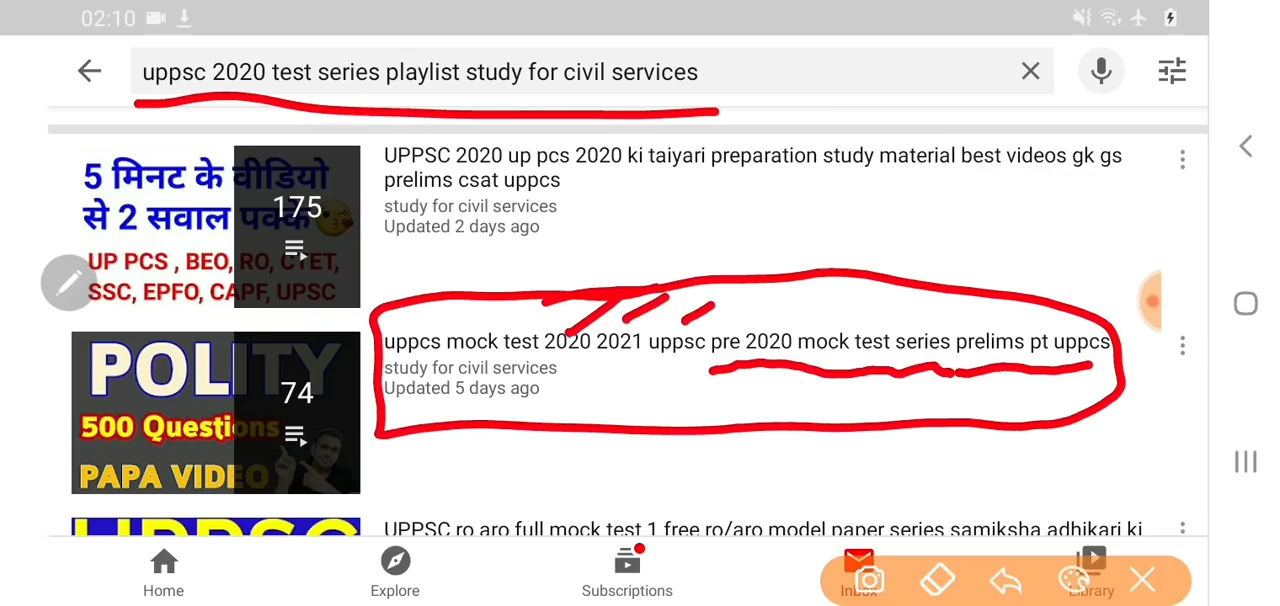 02:10
uppsc 2020 test series playlist study for civil services
5 मिनट के वीडियो
से 2 सवाल पक्के
UP PCS , BEO, RO, CTET,
SSC, EPFO, CAPF, UPSC
175
UPPSC 2020 up pcs 2020 ki taiyari preparation study material best videos gk gs
prelims csat uppcs
study for civil services
Updated 2 days ago
POLITY
500 Questions
PAPA VIDEO
74
uppcs mock test 2020 2021 uppsc pre 2020 mock test series prelims pt uppcs
study for civil services
Updated 5 days ago
UPPSC
UPPSC ro aro full mock test 1 free ro/aro model paper series samiksha adhikari ki
Home
Explore
Subscriptions
Inbox
Library